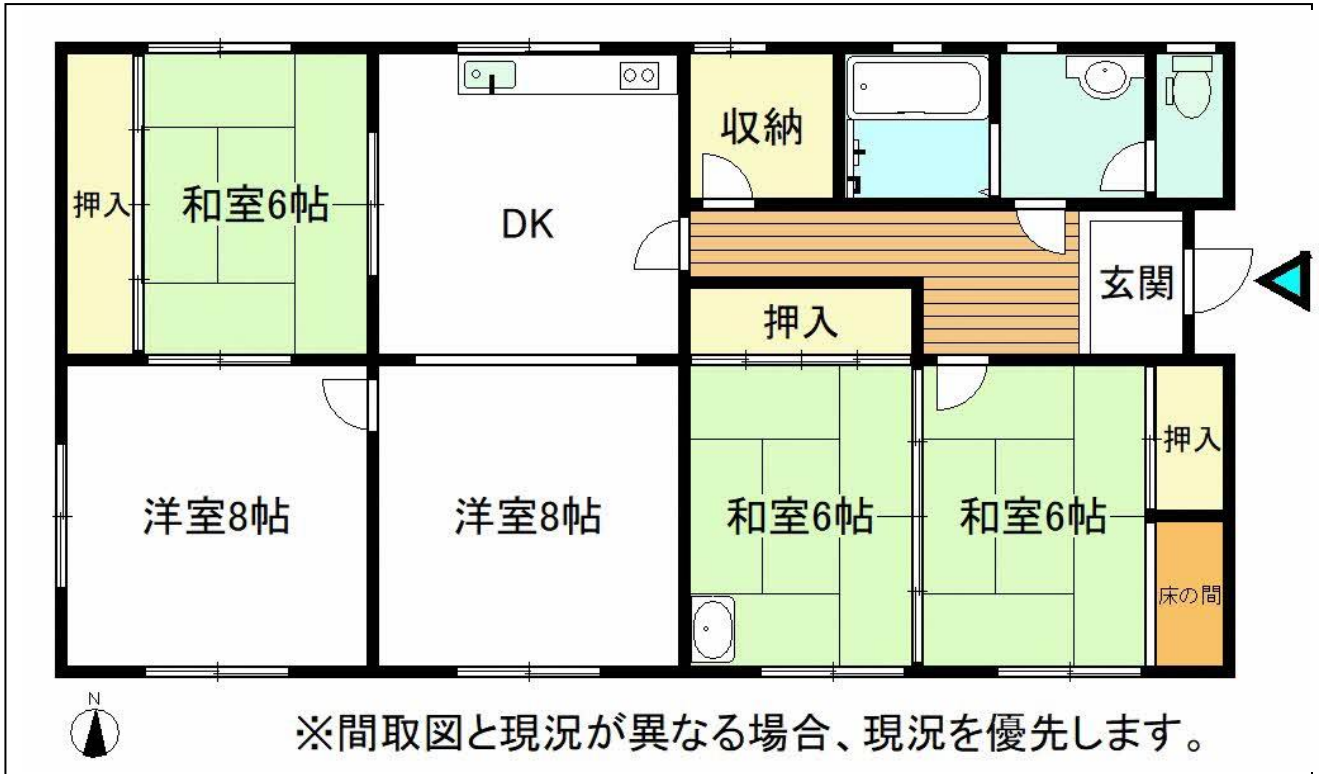 収納
押入
和室6帖
DK
玄関
押入
押入
洋室8帖
洋室8帖
和室6帖
和室6帖
床の間
N
※間取図と現況が異なる場合、現況を優先します。